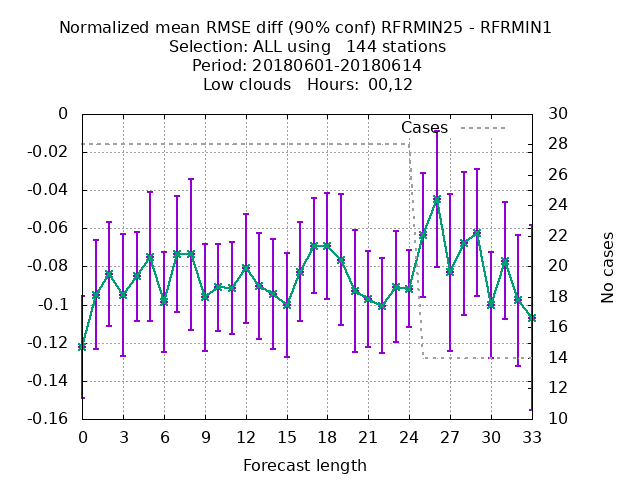 Normalized mean RMSE diff (90% conf) RFRMIN25 - RFRMIN1
Selection: ALL using   144 stations
Period: 20180601-20180614
Low clouds   Hours:  00,12
Cases
0
-0.02
-0.04
-0.06
-0.08
-0.1
-0.12
-0.14
-0.16
30
28
26
24
22
20
18
16
14
12
10
No cases
0 3 6 9 12 15 18 21 24 27 30 33
Forecast length